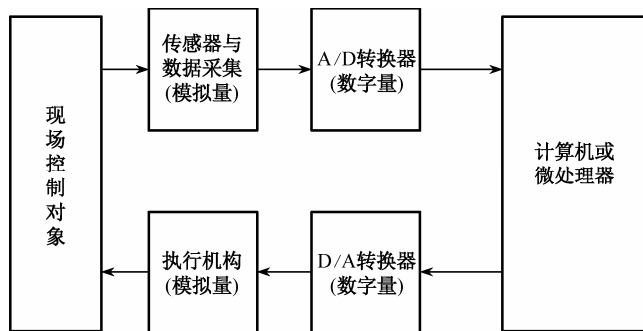 现场控制对象
传感器与
数据采集
(模拟量)
A/D转换器
(数字量)
计算机或
微处理器
执行机构
(模拟量)
D/A转换器
(数字量)